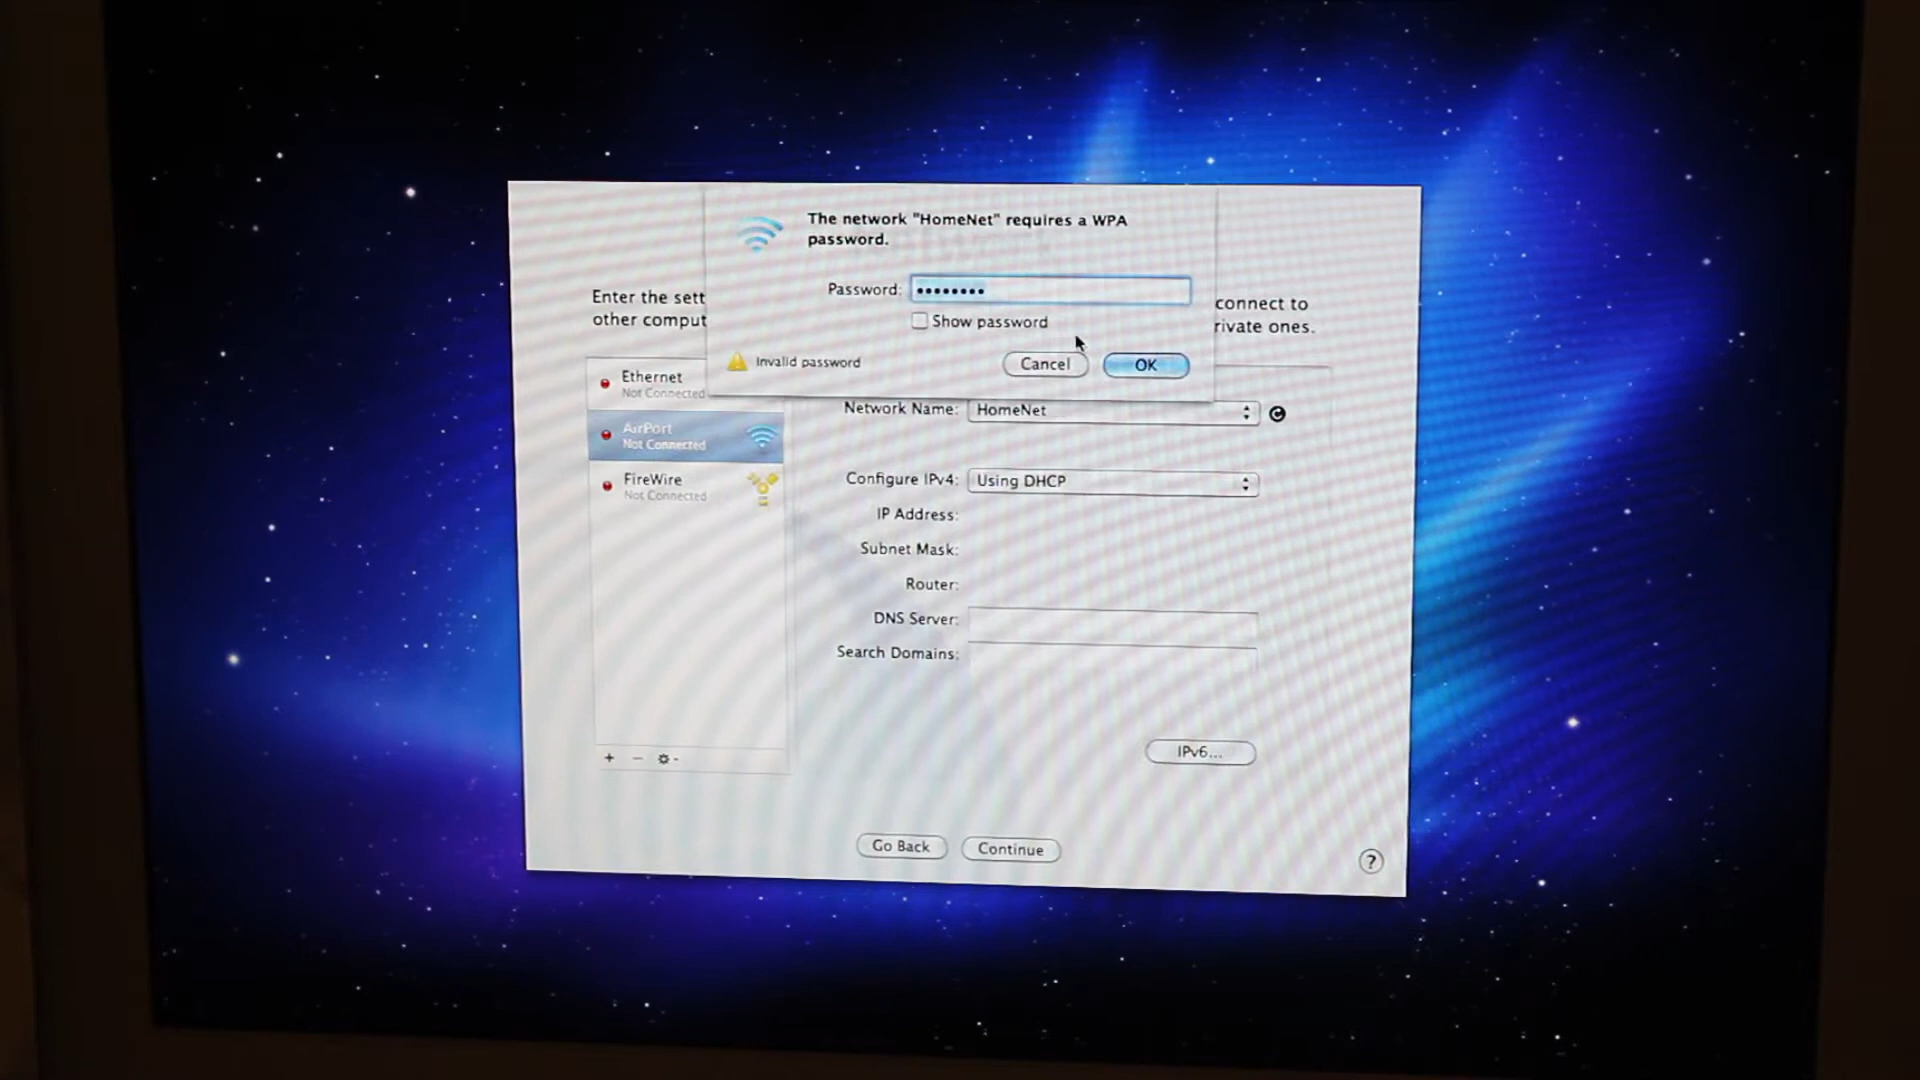 The network "HomeNet" requires a WPA
password.
Password: ••••••••
Show password
Invalid password
Cancel
OK
Enter the sett
other comput
connect to
rivate ones.
Ethernet
Not Connected
AirPort
Not Connected
FireWire
Not Connected
Network Name: HomeNet
Configure IPv4: Using DHCP
IP Address:
Subnet Mask:
Router:
DNS Server:
Search Domains:
+ −
IPv6...
Go Back
Continue
?